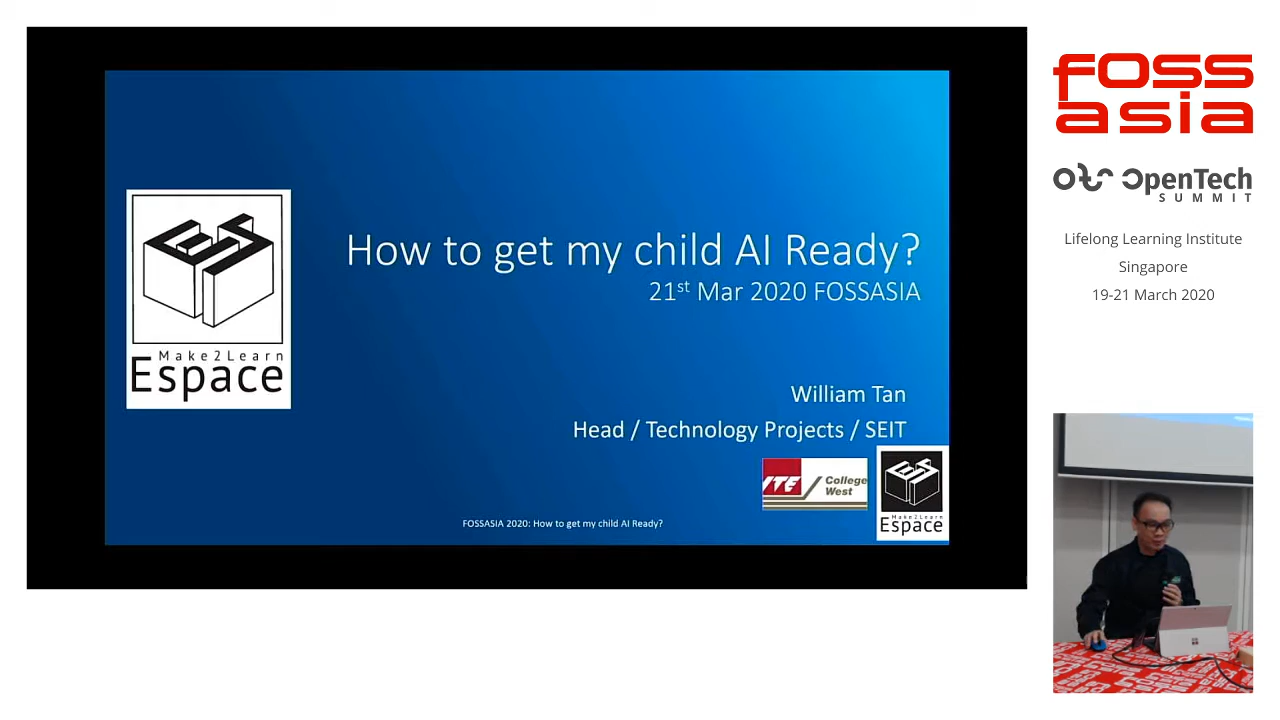 Make2Learn
Espace
How to get my child AI Ready?
21st Mar 2020 FOSSASIA
William Tan
Head / Technology Projects / SEIT
ITE College
West
Make2Learn
Espace
FOSSASIA 2020: How to get my child AI Ready?
foss
asia
OpenTech
SUMMIT
Lifelong Learning Institute
Singapore
19-21 March 2020